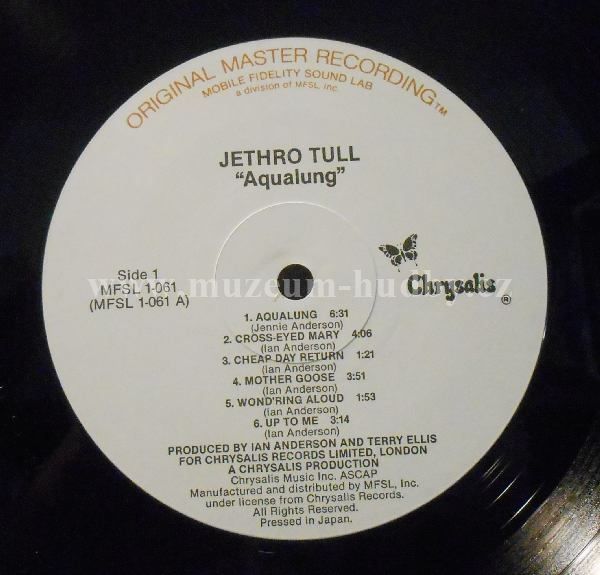 ORIGINAL MASTER RECORDING™
MOBILE FIDELITY SOUND LAB
a division of MFSL, Inc.
JETHRO TULL
“Aqualung”
Side 1
MFSL 1-061
(MFSL 1-061 A)
Chrysalis ®
www.muzeum-hudby.cz
1. AQUALUNG 6:31
(Jennie Anderson)
2. CROSS-EYED MARY 4:06
(Ian Anderson)
3. CHEAP DAY RETURN 1:21
(Ian Anderson)
4. MOTHER GOOSE 3:51
(Ian Anderson)
5. WOND'RING ALOUD 1:53
(Ian Anderson)
6. UP TO ME 3:14
(Ian Anderson)
PRODUCED BY IAN ANDERSON AND TERRY ELLIS
FOR CHRYSALIS RECORDS LIMITED, LONDON
A CHRYSALIS PRODUCTION
Chrysalis Music Inc. ASCAP
Manufactured and distributed by MFSL, Inc.
under license from Chrysalis Records.
All Rights Reserved.
Pressed in Japan.